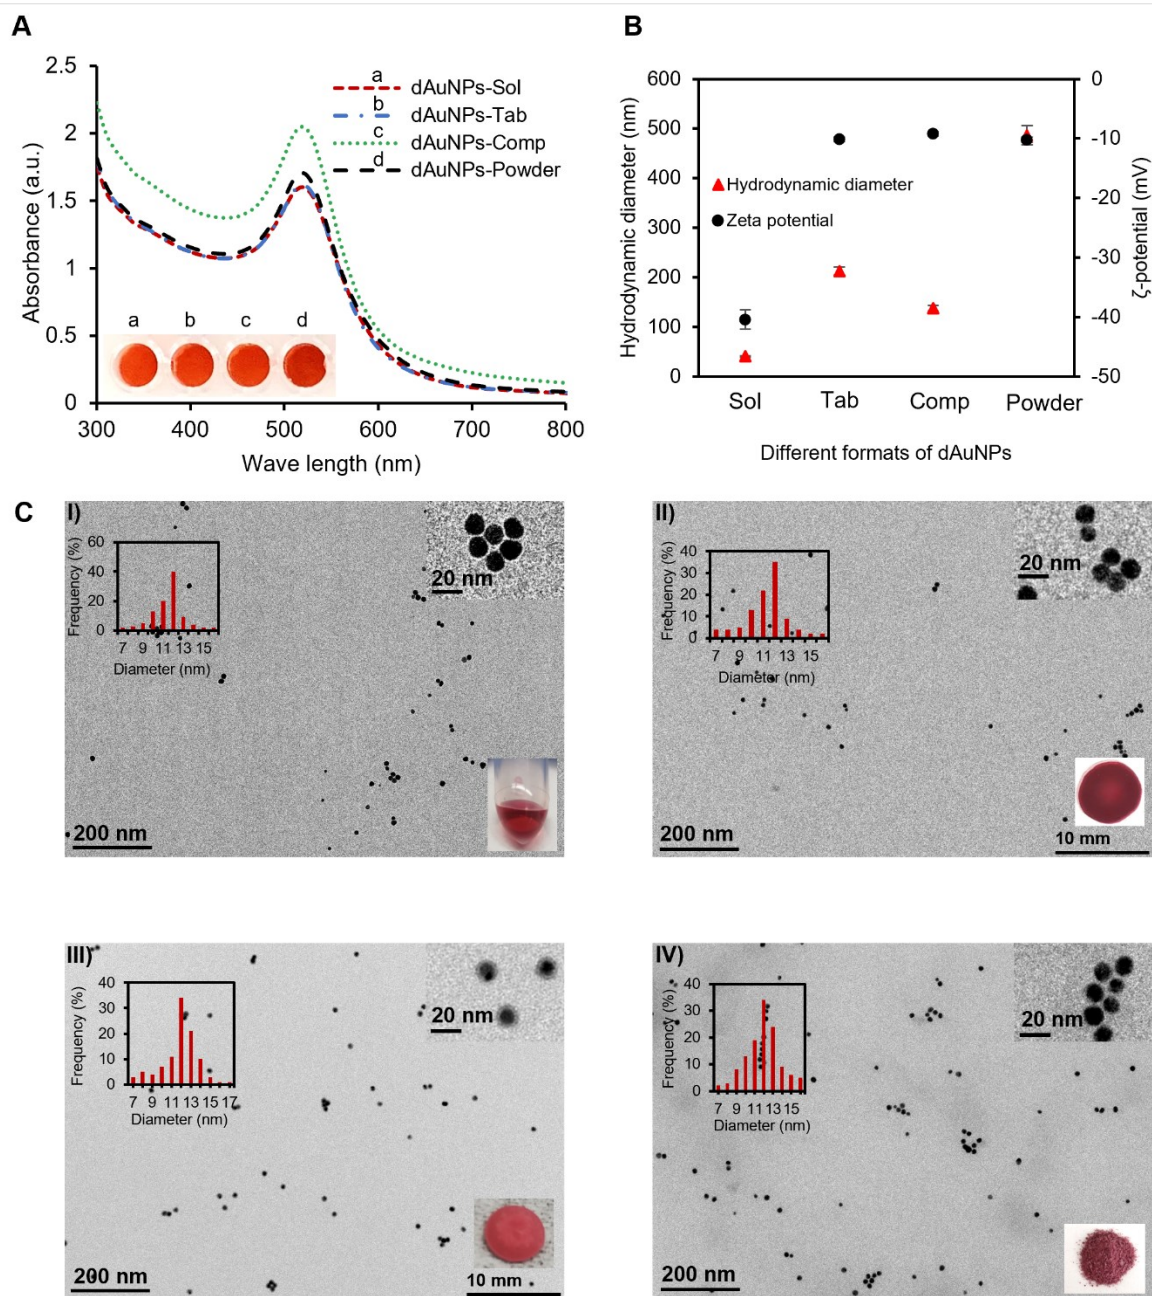 A
2.5
2
1.5
1
0.5
0
Absorbance (a.u.)
a
dAuNPs-Sol
b
dAuNPs-Tab
c
dAuNPs-Comp
d
dAuNPs-Powder
a b c d
300 400 500 600 700 800
Wave length (nm)
B
600
500
400
300
200
100
0
Hydrodynamic diameter (nm)
Hydrodynamic diameter
Zeta potential
0
-10
-20
-30
-40
-50
ζ-potential (mV)
Sol Tab Comp Powder
Different formats of dAuNPs
C
I)
60
40
20
0
Frequency (%)
7 9 11 13 15
Diameter (nm)
20 nm
200 nm
II)
40
30
20
10
0
Frequency (%)
7 9 11 13 15
Diameter (nm)
20 nm
200 nm
10 mm
III)
40
30
20
10
0
Frequency (%)
7 9 11 13 15 17
Diameter (nm)
20 nm
200 nm
10 mm
IV)
40
30
20
10
0
Frequency (%)
7 9 11 13 15
Diameter (nm)
20 nm
200 nm